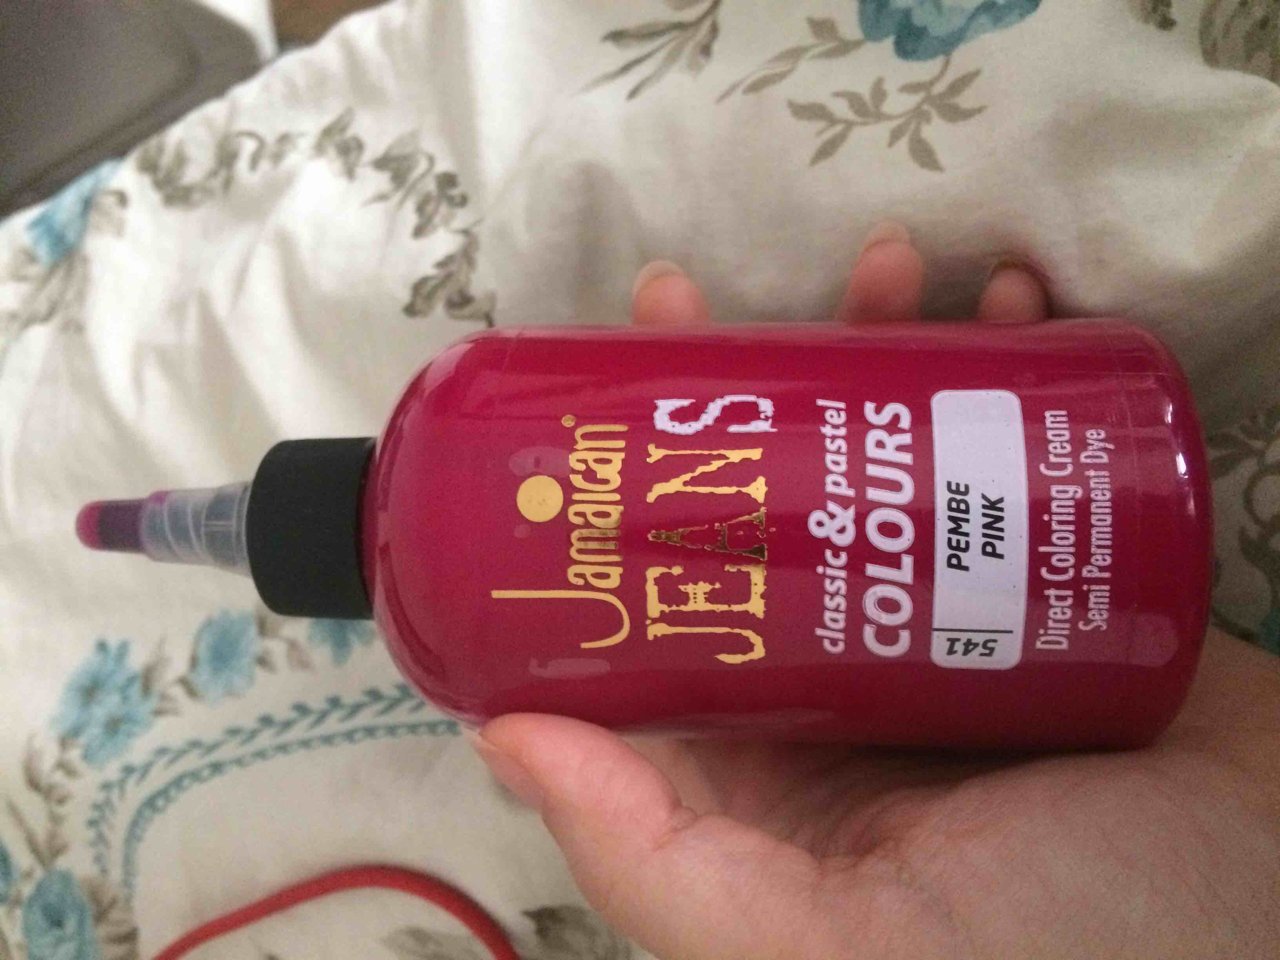 Jamaican®
JEANS
classic & pastel
COLOURS
541
PEMBE
PINK
Direct Coloring Cream
Semi Permanent Dye